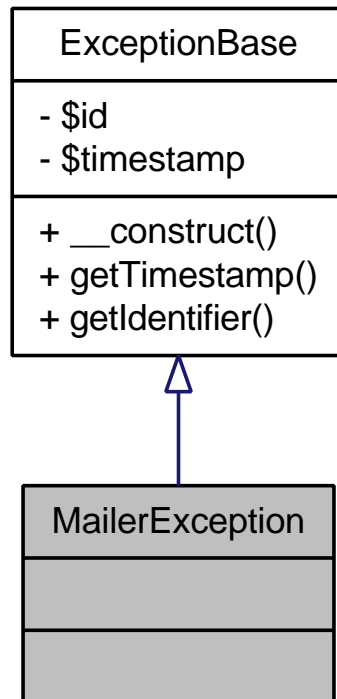 ExceptionBase
- $id
- $timestamp
+ __construct()
+ getTimestamp()
+ getIdentifier()
MailerException